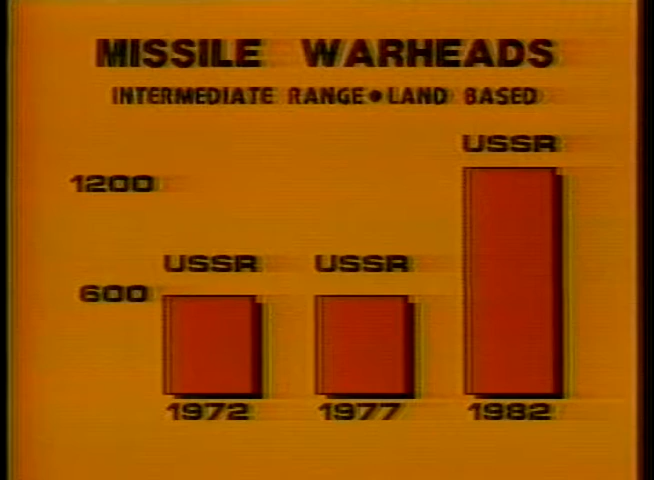 MISSILE WARHEADS
INTERMEDIATE RANGE • LAND BASED
USSR
1200
USSR USSR
600
1972 1977 1982